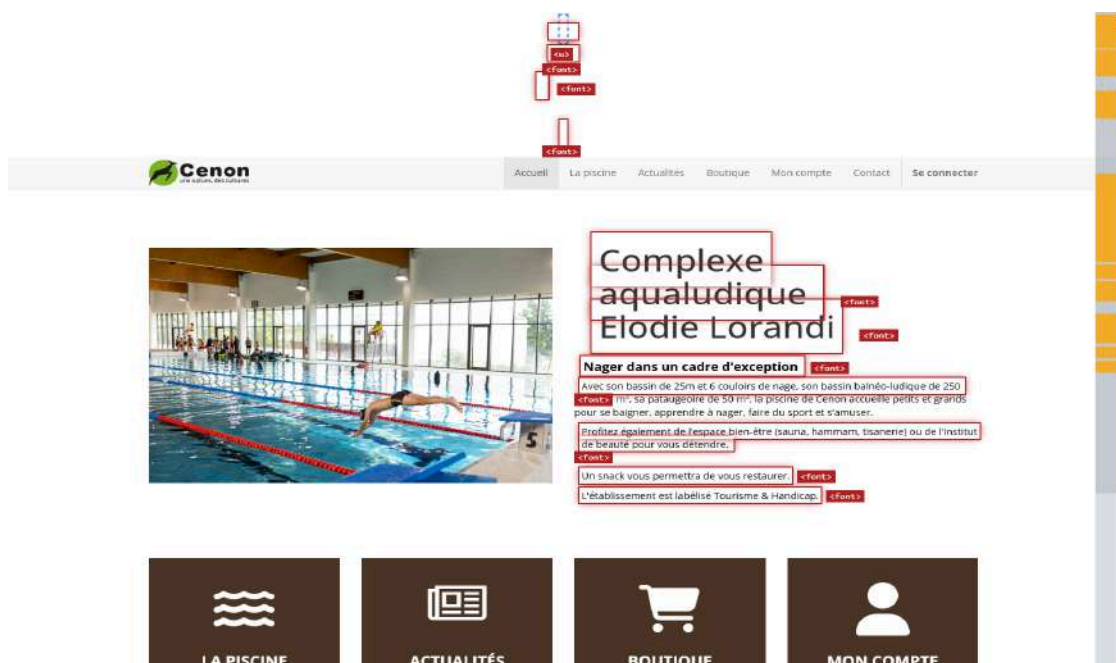 <u>
<font>
<font>
<font>
Cenon
une nature, des cultures
Accueil La piscine Actualités Boutique Mon compte Contact Se connecter
Complexe
aqualudique <font>
Elodie Lorandi <font>
Nager dans un cadre d'exception <font>
Avec son bassin de 25m et 6 couloirs de nage, son bassin balnéo-ludique de 250
<font> m², sa pataugeoire de 50 m², la piscine de Cenon accueille petits et grands
pour se baigner, apprendre à nager, faire du sport et s'amuser.
Profitez également de l'espace bien-être (sauna, hammam, tisanerie) ou de l'institut
de beauté pour vous détendre.
<font>
Un snack vous permettra de vous restaurer. <font>
L'établissement est labélisé Tourisme & Handicap. <font>
5
LA PISCINE ACTUALITÉS BOUTIQUE MON COMPTE